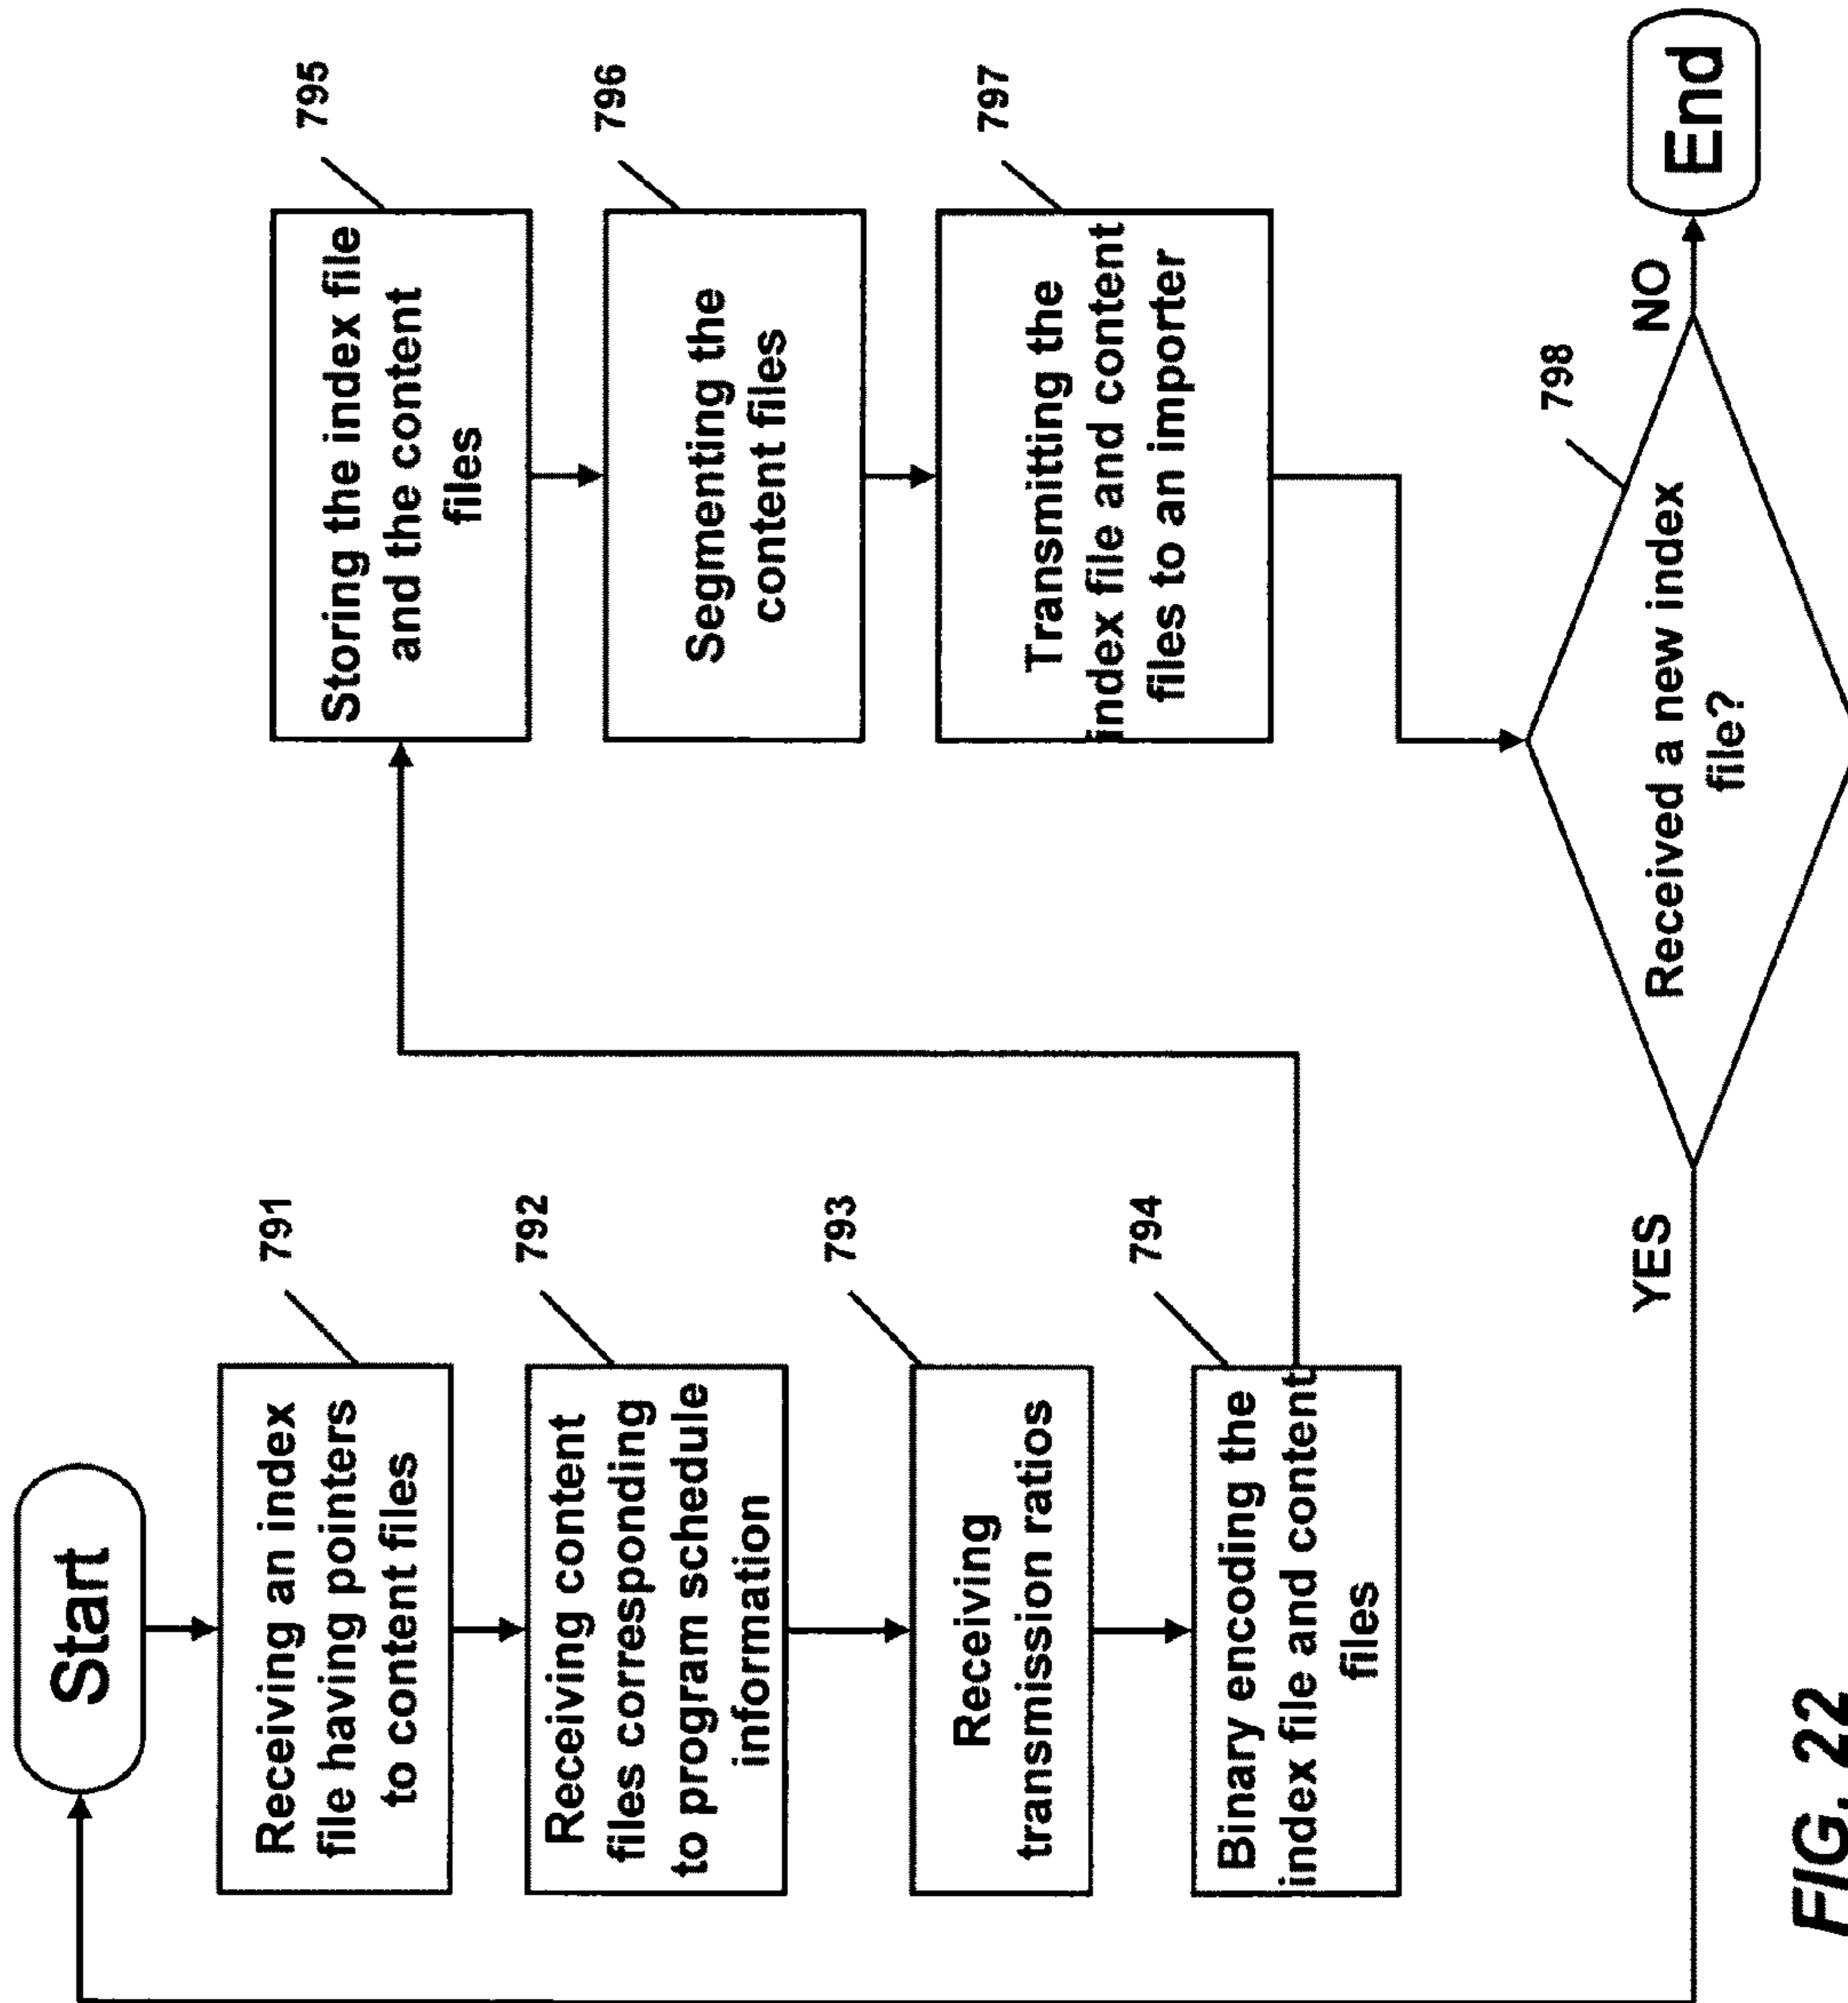 Start
791
Receiving an index
file having pointers
to content files
792
Receiving content
files corresponding
to program schedule
information
793
Receiving
transmission ratios
794
Binary encoding the
index file and content
files
795
Storing the index file
and the content
files
796
Segmenting the
content files
797
Transmitting the
index file and content
files to an importer
798
Received a new index
file?
YES
NO
End
FIG. 22